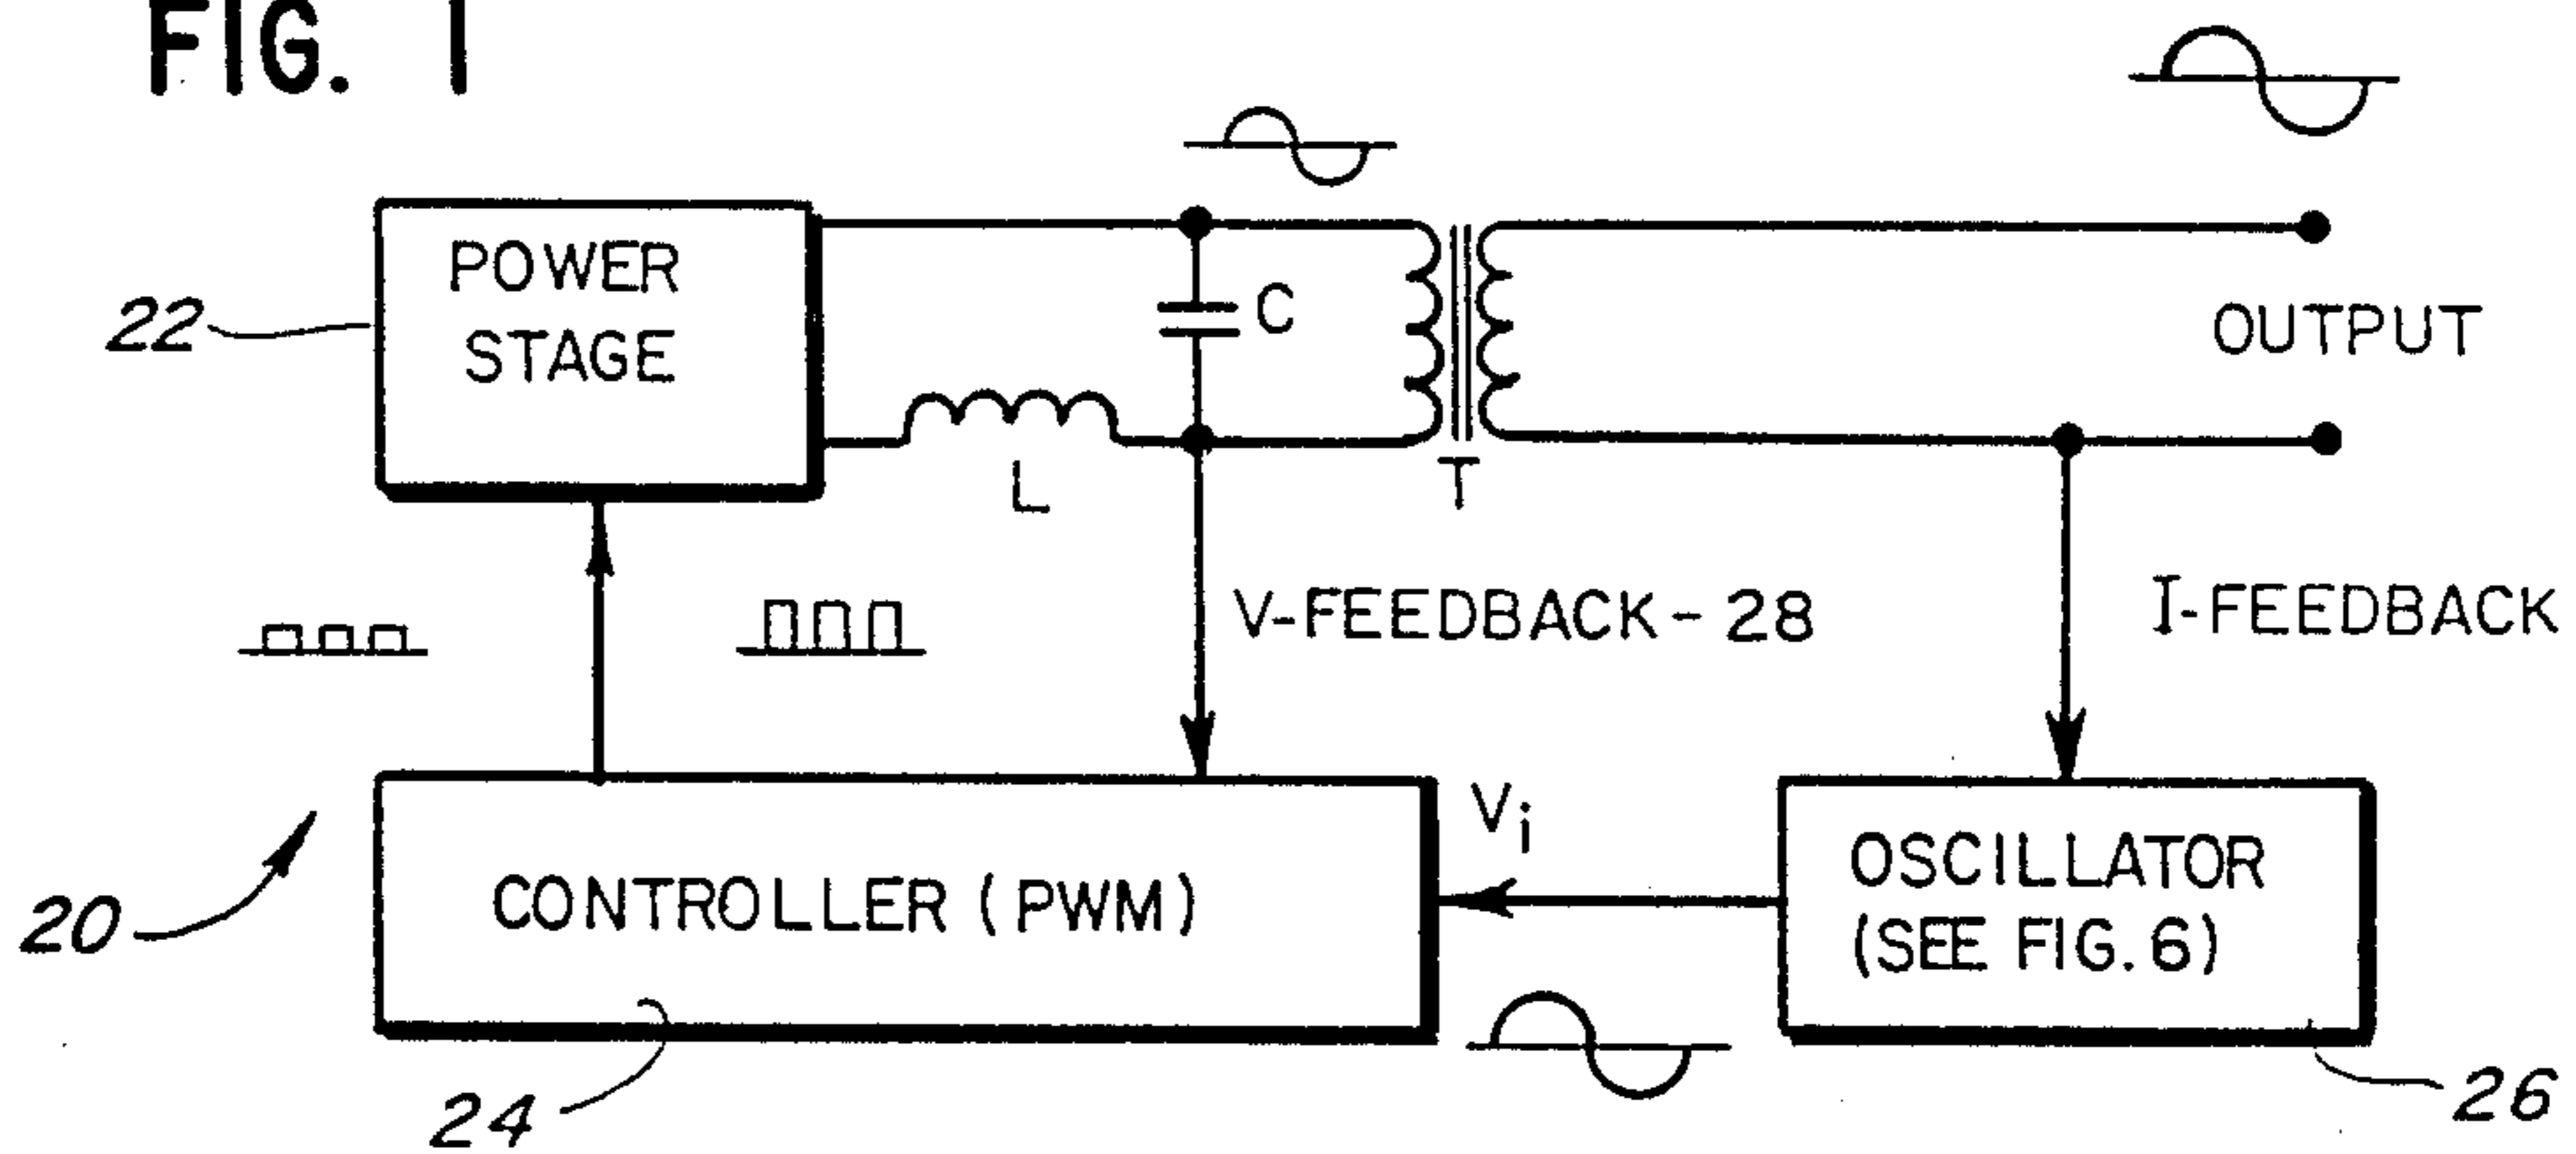 FIG. 1
POWER
STAGE
22
C
L
T
OUTPUT
V-FEEDBACK-28
I-FEEDBACK
20
CONTROLLER (PWM)
Vi
OSCILLATOR
(SEE FIG. 6)
24
26